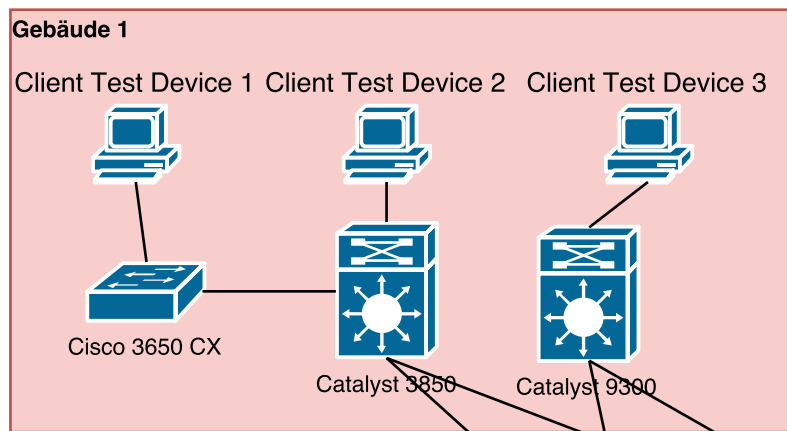 Gebäude 1
Client Test Device 1
Client Test Device 2
Client Test Device 3
Cisco 3650 CX
Catalyst 3850
Catalyst 9300